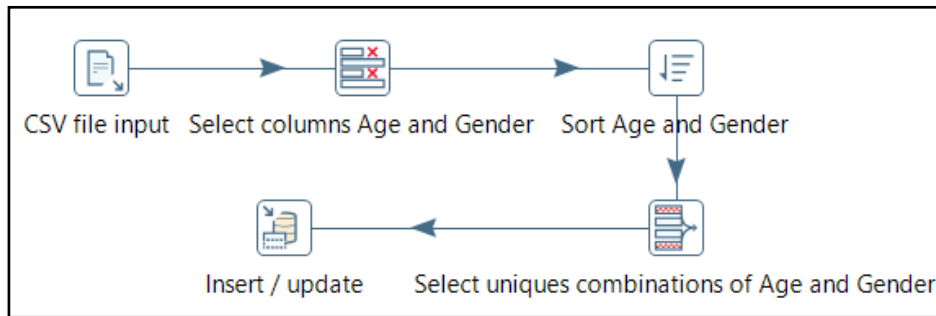 CSV file input
Select columns Age and Gender
Sort Age and Gender
Insert / update
Select uniques combinations of Age and Gender